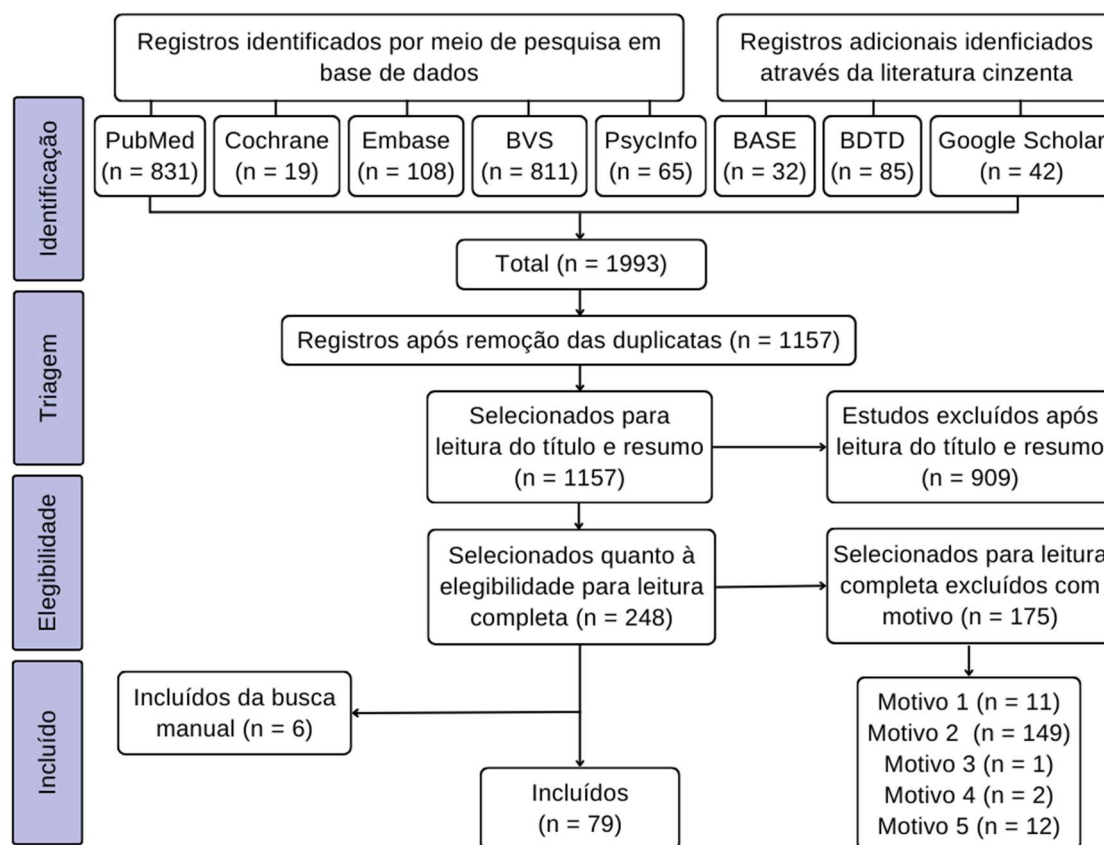 Registros identificados por meio de pesquisa em
base de dados
Registros adicionais idenficiados
através da literatura cinzenta
Identificação
PubMed
(n = 831)
Cochrane
(n = 19)
Embase
(n = 108)
BVS
(n = 811)
PsycInfo
(n = 65)
BASE
(n = 32)
BDTD
(n = 85)
Google Scholar
(n = 42)
Total (n = 1993)
Triagem
Registros após remoção das duplicatas (n = 1157)
Selecionados para
leitura do título e resumo
(n = 1157)
Estudos excluídos após
leitura do título e resumo
(n = 909)
Elegibilidade
Selecionados quanto à
elegibilidade para leitura
completa (n = 248)
Selecionados para leitura
completa excluídos com
motivo (n = 175)
Incluído
Incluídos da busca
manual (n = 6)
Incluídos
(n = 79)
Motivo 1 (n = 11)
Motivo 2 (n = 149)
Motivo 3 (n = 1)
Motivo 4 (n = 2)
Motivo 5 (n = 12)